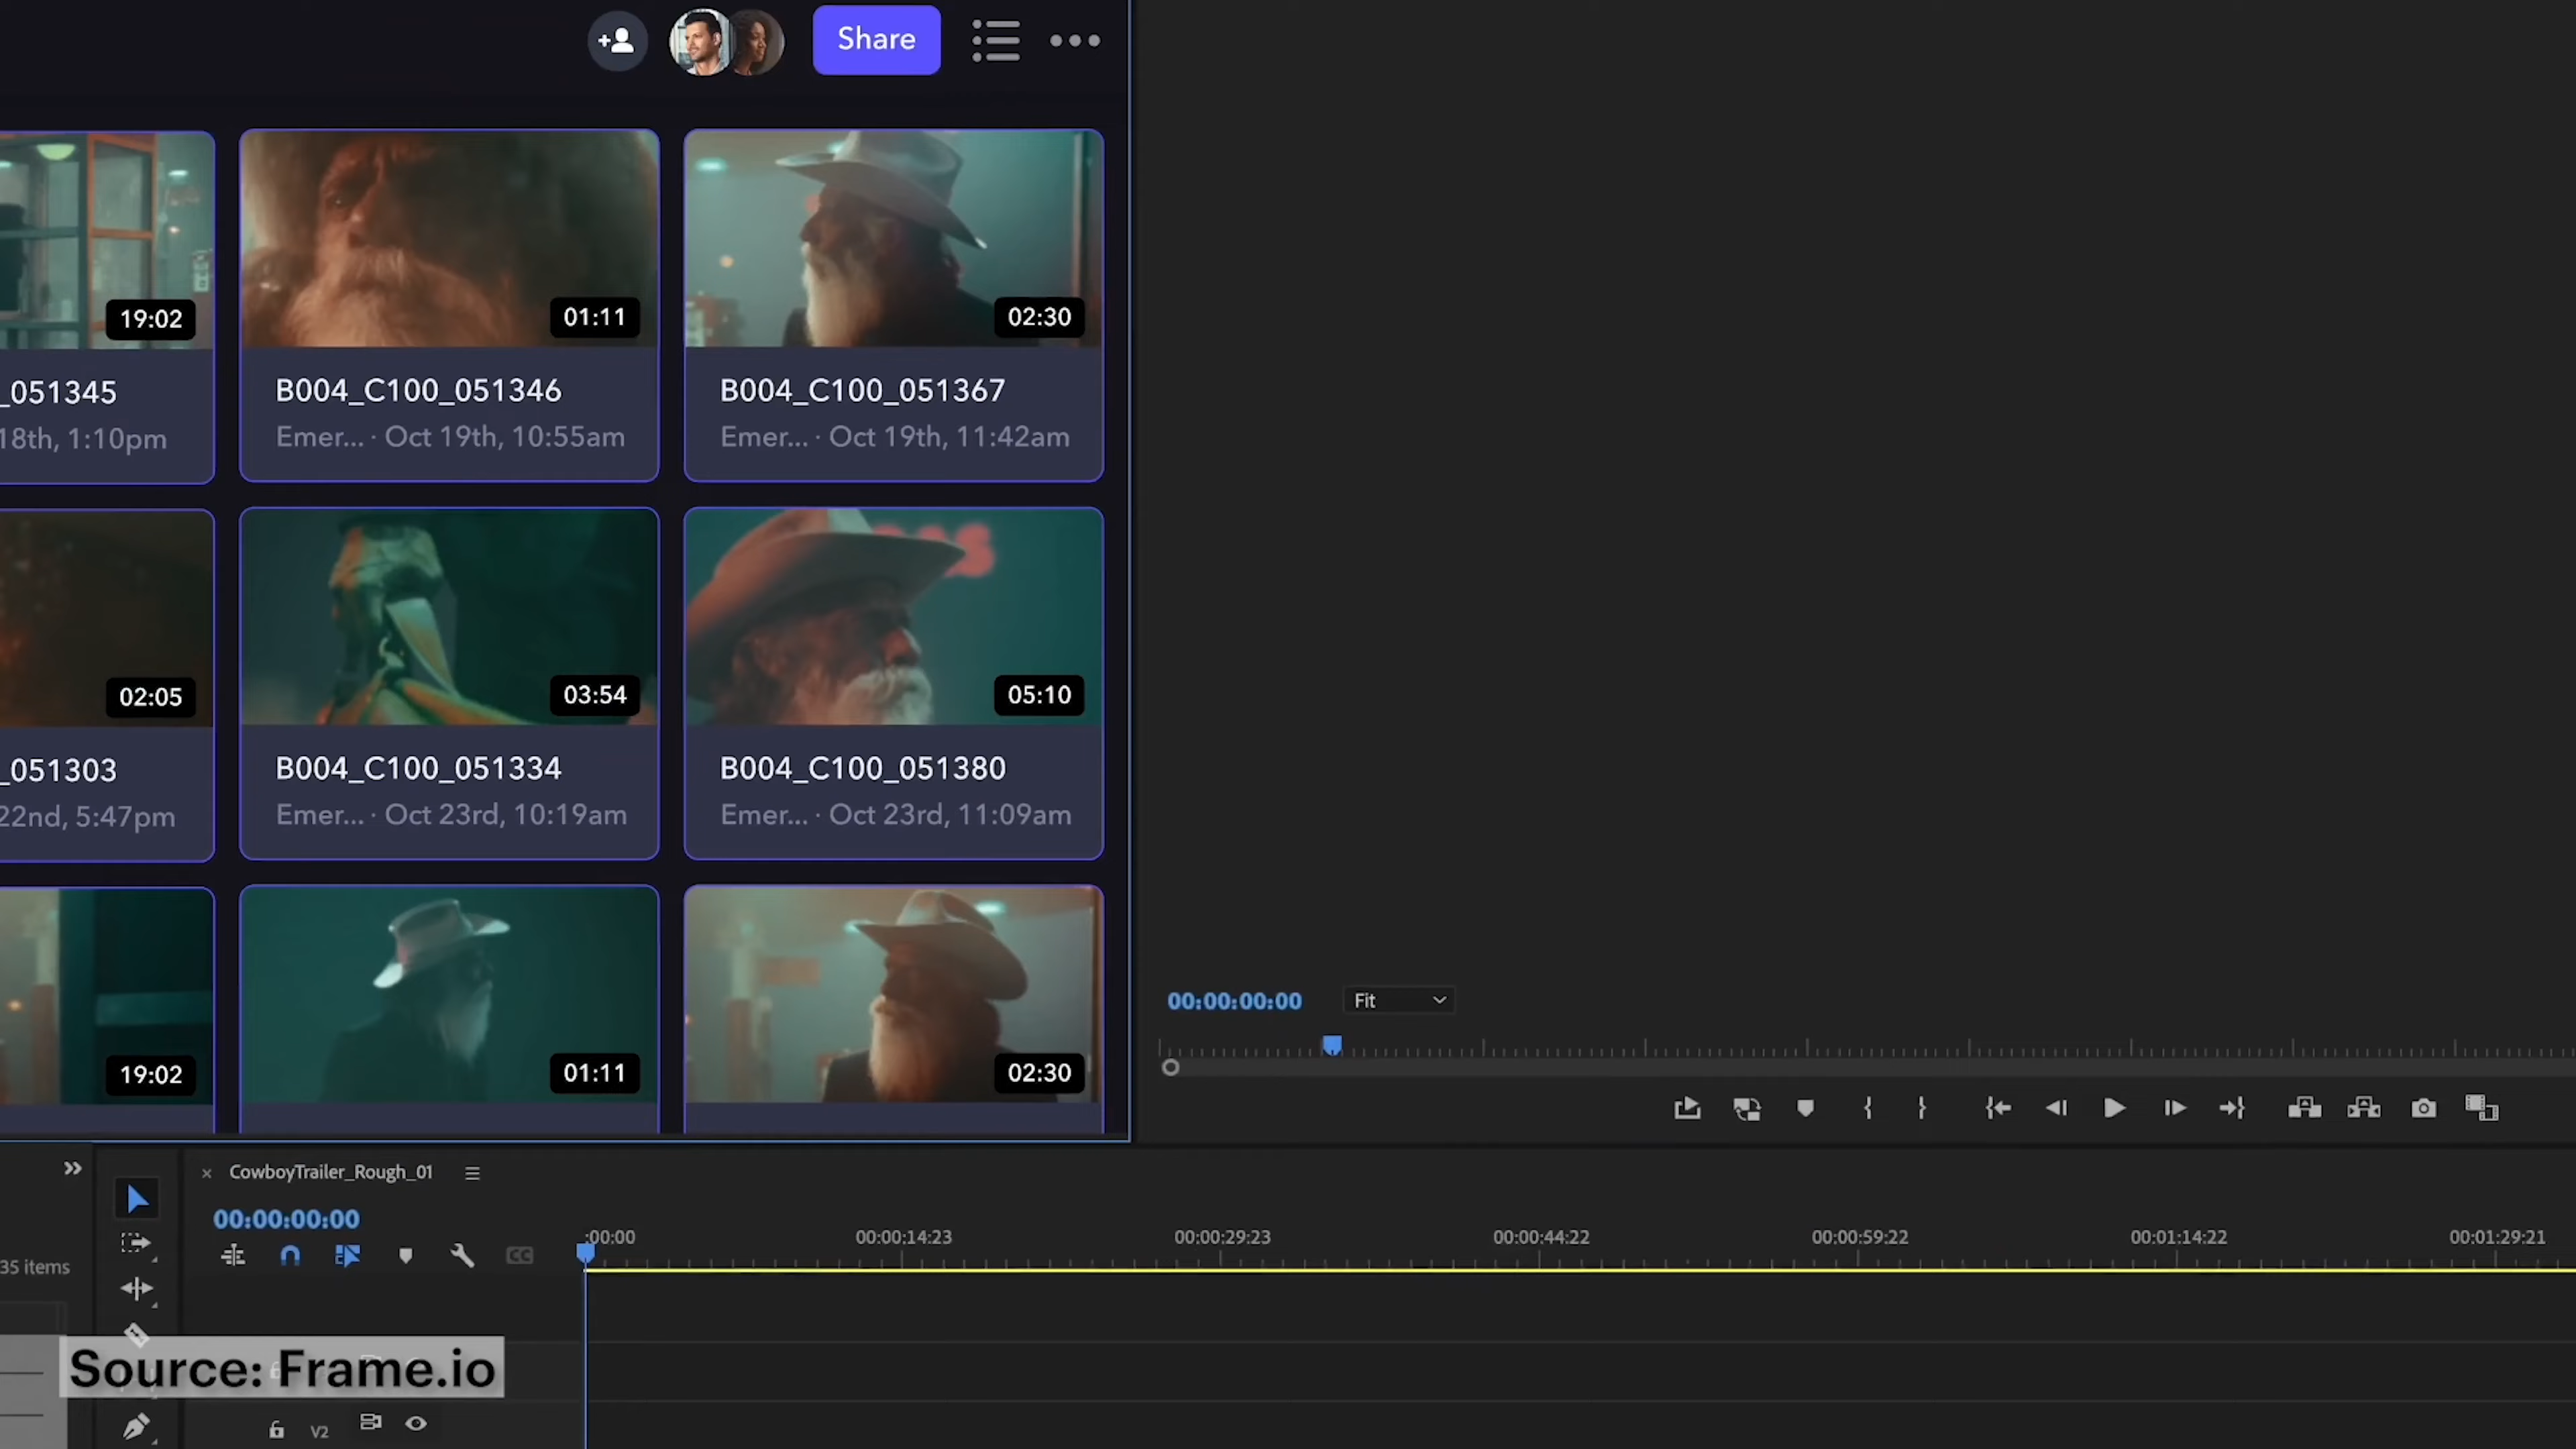 Share
19:02
01:11
02:30
_051345
B004_C100_051346
B004_C100_051367
18th, 1:10pm
Emer... · Oct 19th, 10:55am
Emer... · Oct 19th, 11:42am
02:05
03:54
05:10
_051303
B004_C100_051334
B004_C100_051380
22nd, 5:47pm
Emer... · Oct 23rd, 10:19am
Emer... · Oct 23rd, 11:09am
19:02
01:11
02:30
00:00:00:00
Fit
CowboyTrailer_Rough_01
00:00:00:00
:00:00
00:00:14:23
00:00:29:23
00:00:44:22
00:00:59:22
00:01:14:22
00:01:29:21
CC
35 items
Source: Frame.io
V2